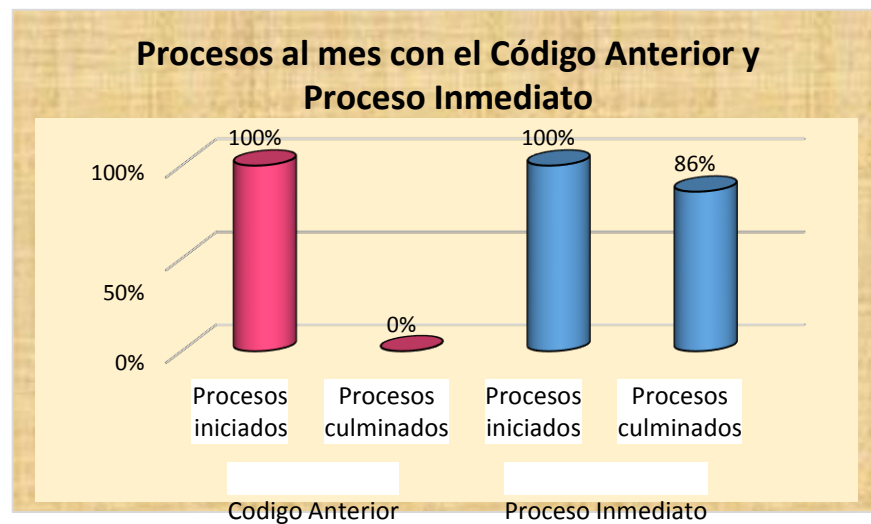 Procesos al mes con el Código Anterior y
Proceso Inmediato
100%
100%
86%
100%
50%
0%
0%
Procesos
iniciados
Procesos
culminados
Procesos
iniciados
Procesos
culminados
Codigo Anterior
Proceso Inmediato